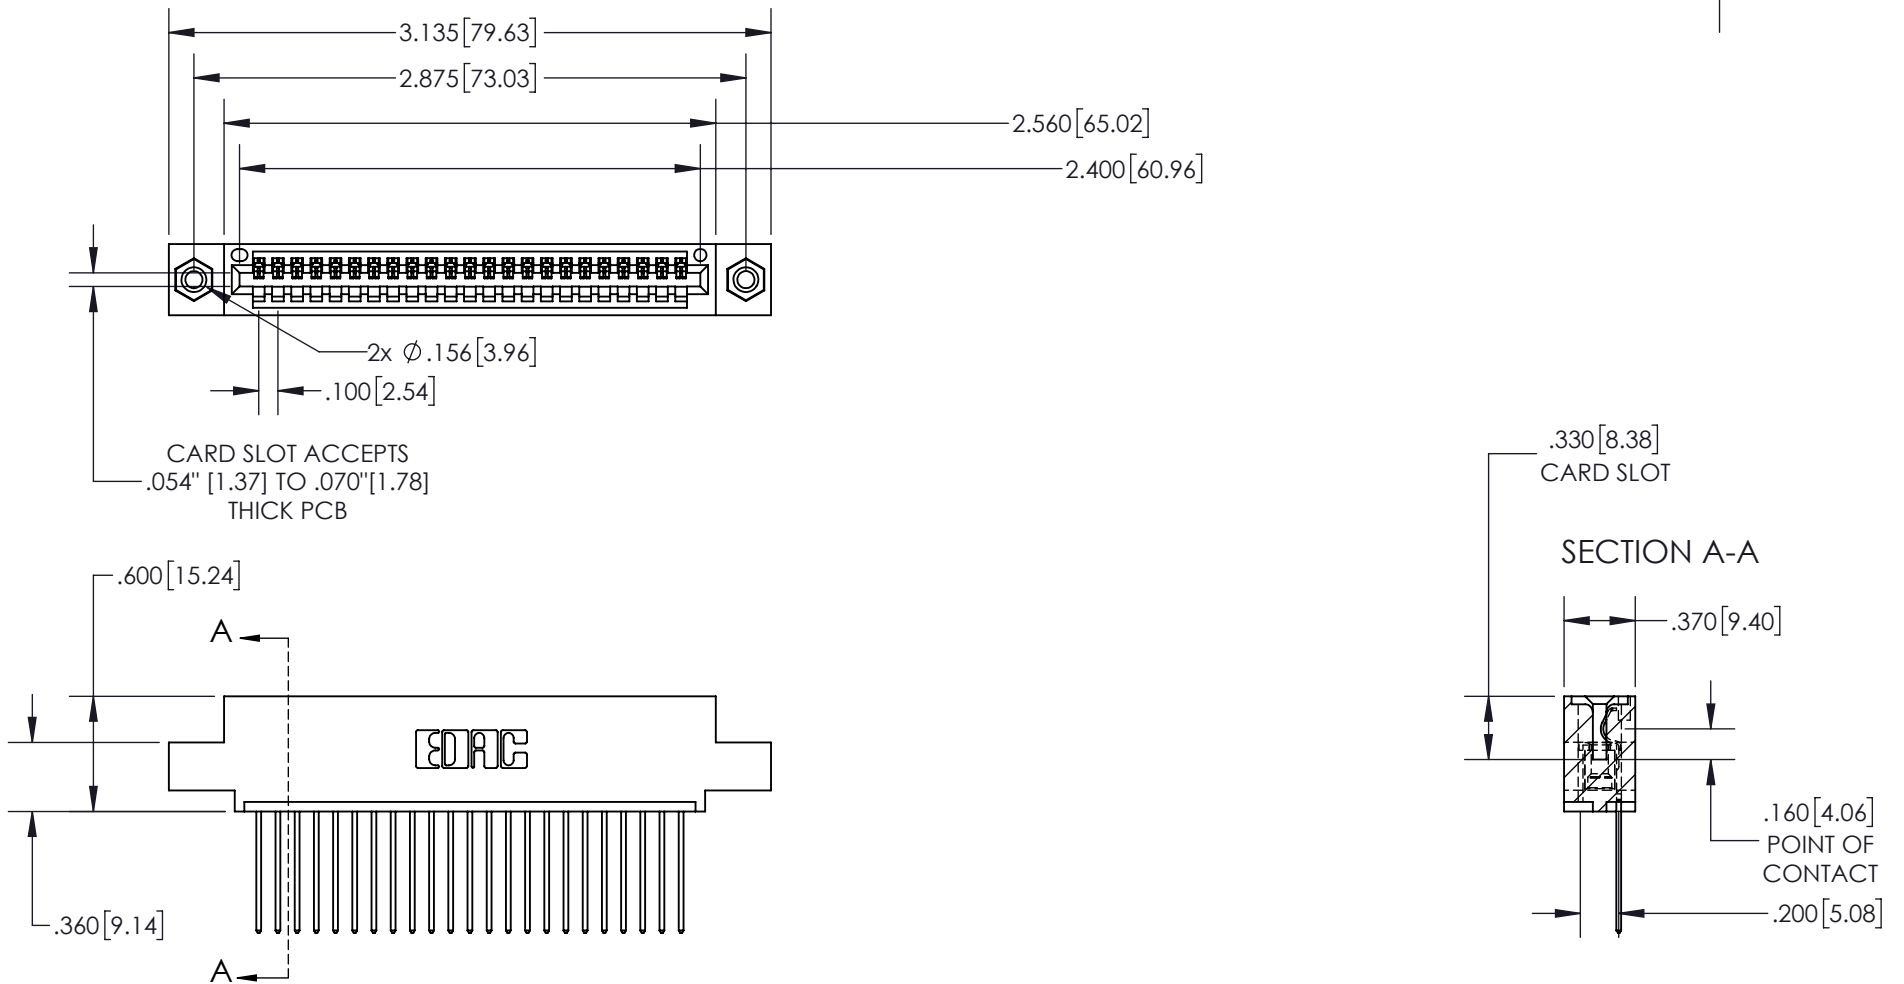 3.135[79.63]
2.875[73.03]
2.560[65.02]
2.400[60.96]
2x Ø.156[3.96]
.100[2.54]
CARD SLOT ACCEPTS
.054" [1.37] TO .070"[1.78]
THICK PCB
.330[8.38]
CARD SLOT
SECTION A-A
.600[15.24]
.370[9.40]
A
EDAC
.160[4.06]
POINT OF
CONTACT
.360[9.14]
.200[5.08]
A